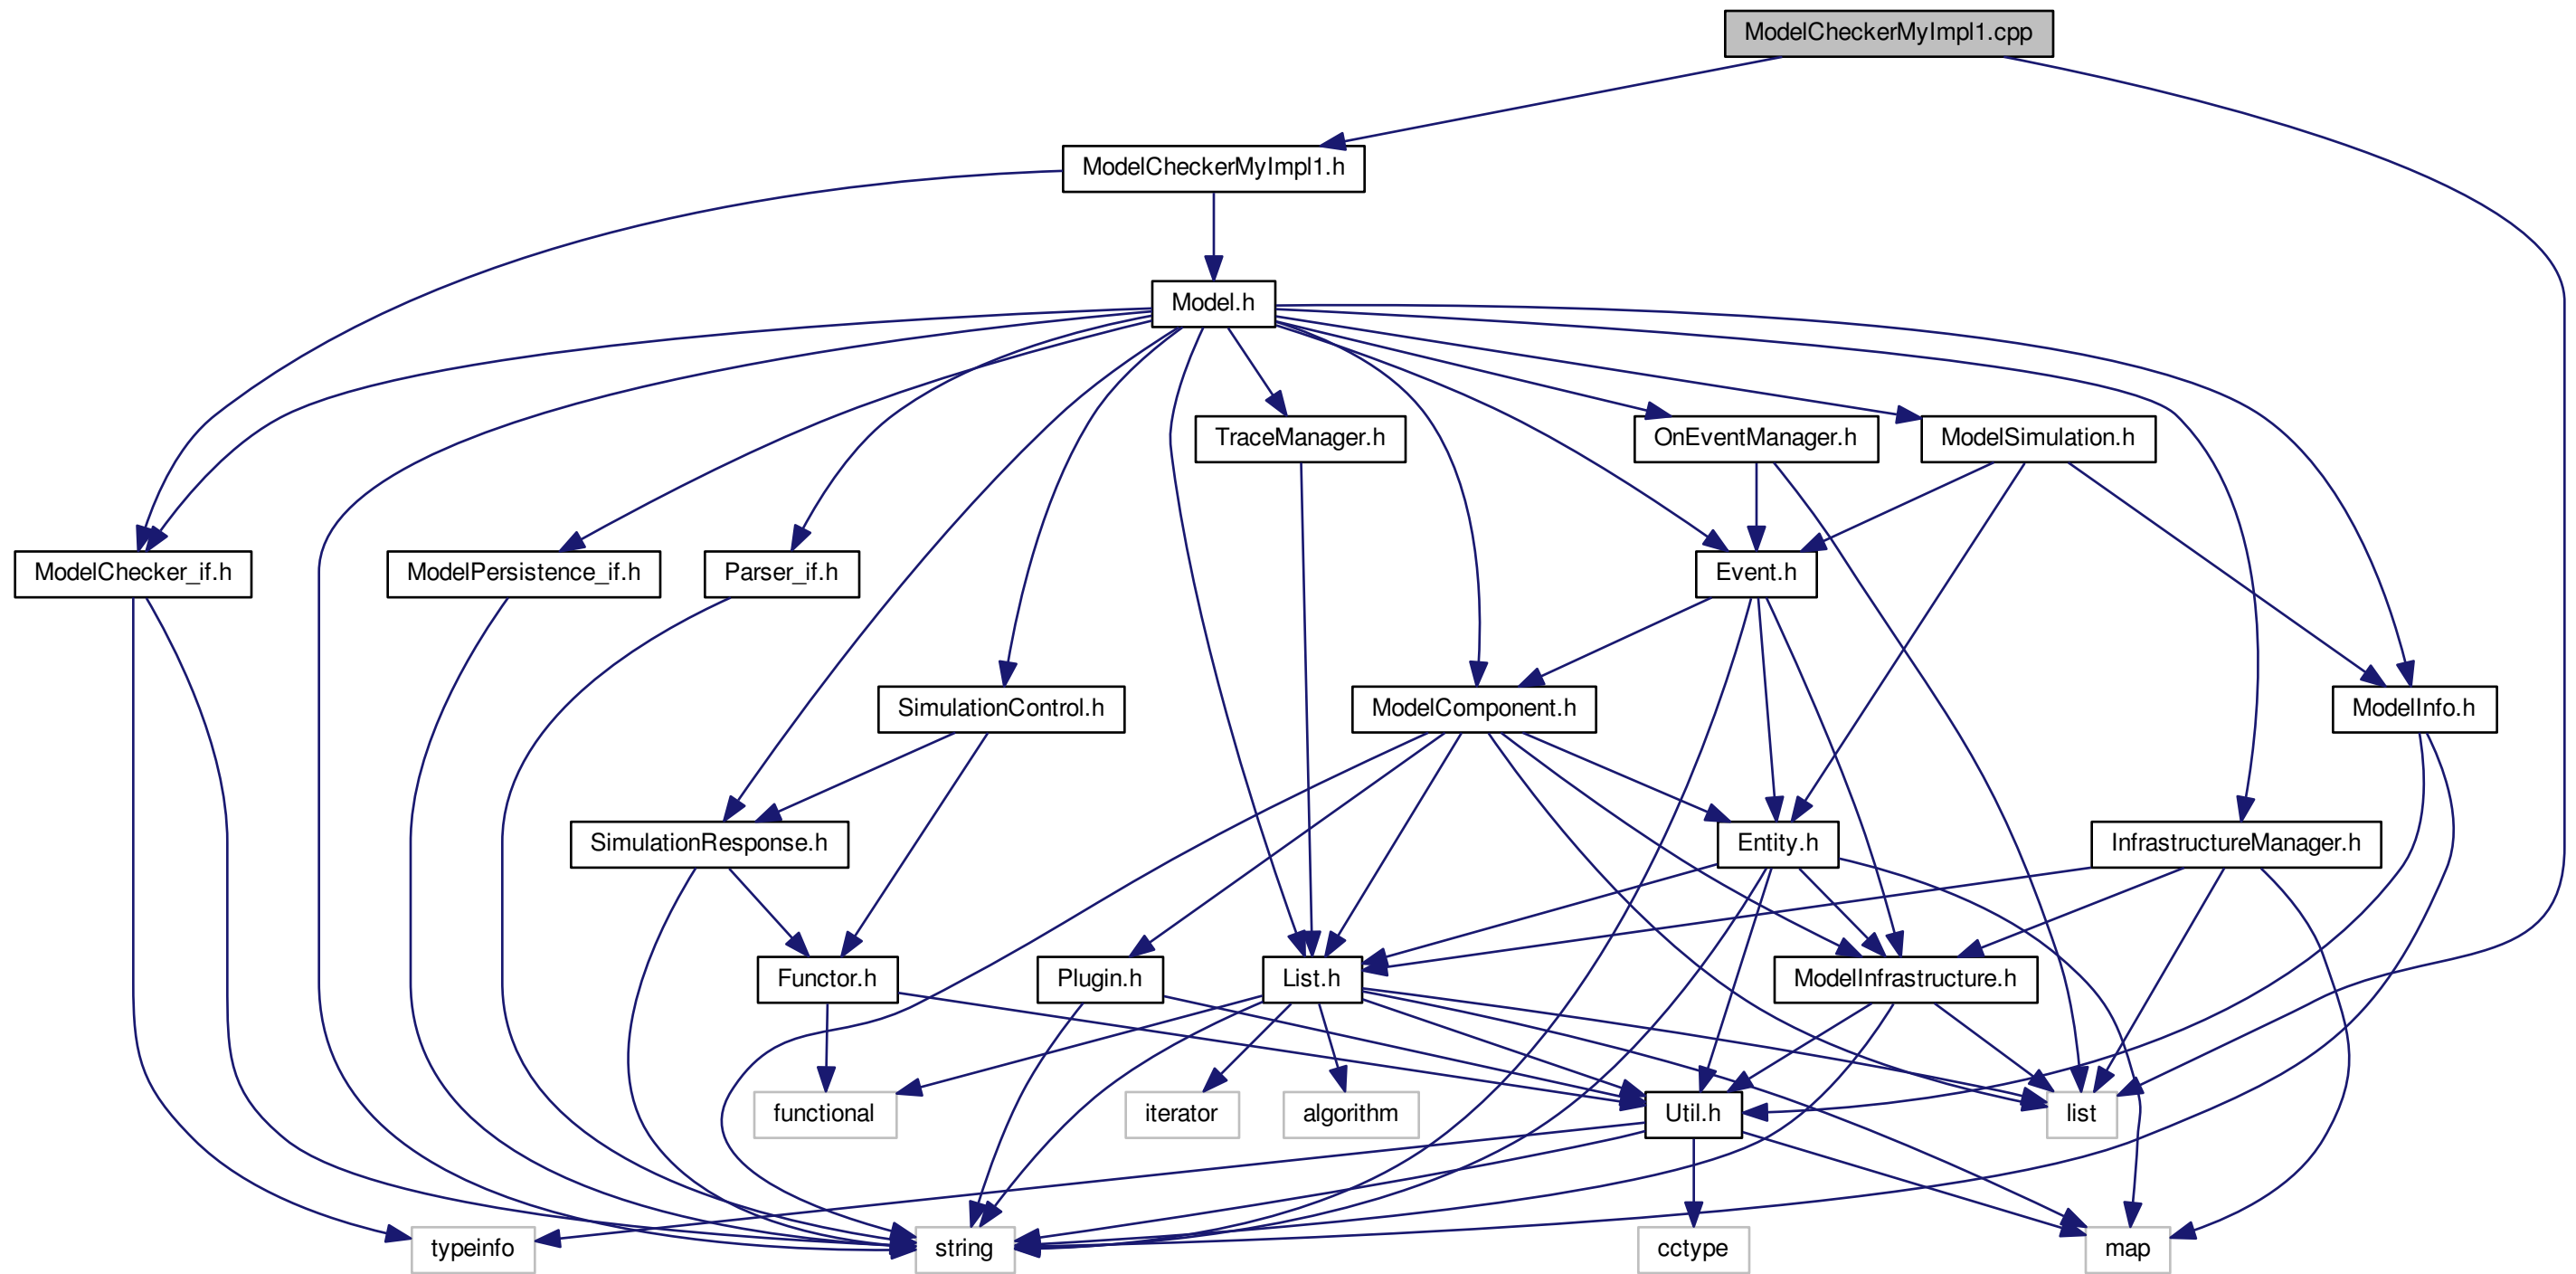 ModelCheckerMyImpl1.cpp
ModelCheckerMyImpl1.h
Model.h
TraceManager.h
OnEventManager.h
ModelSimulation.h
ModelChecker_if.h
ModelPersistence_if.h
Parser_if.h
Event.h
SimulationControl.h
ModelComponent.h
ModelInfo.h
SimulationResponse.h
Entity.h
InfrastructureManager.h
Functor.h
Plugin.h
List.h
ModelInfrastructure.h
functional
iterator
algorithm
Util.h
list
typeinfo
string
cctype
map